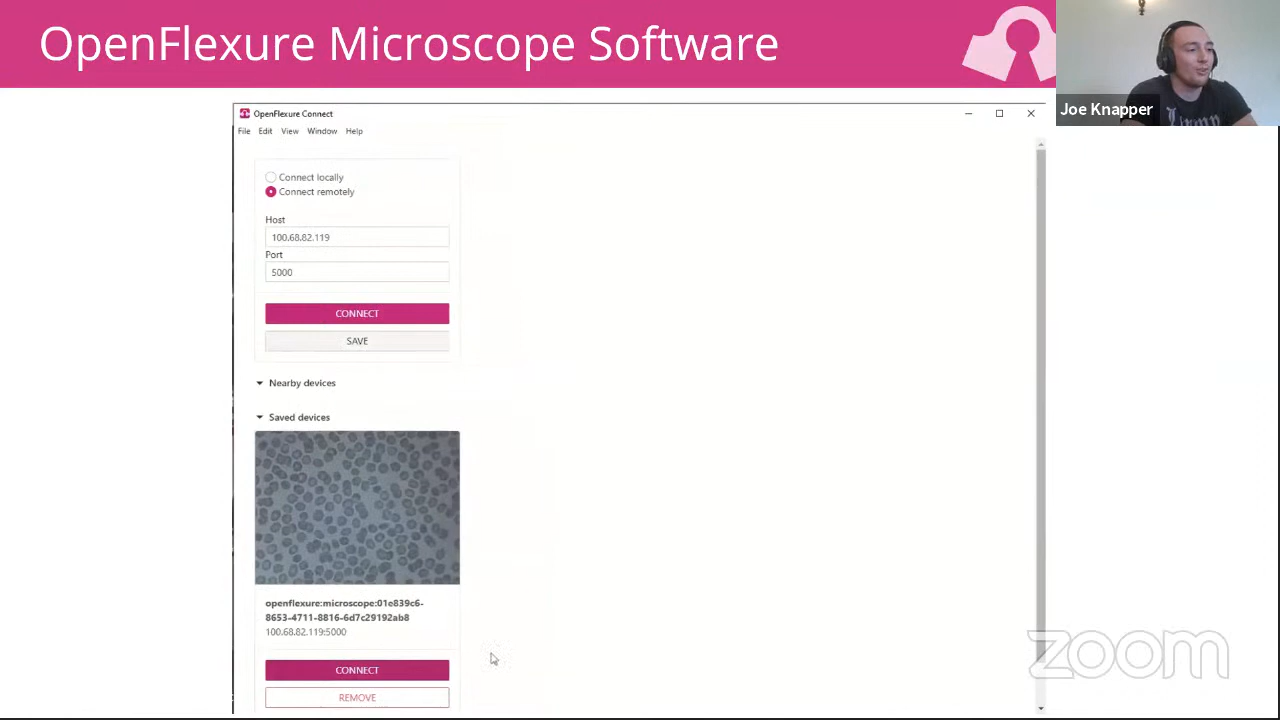 OpenFlexure Microscope Software
Joe Knapper
OpenFlexure Connect
File Edit View Window Help
Connect locally
Connect remotely
Host
100.68.82.119
Port
5000
CONNECT
SAVE
Nearby devices
Saved devices
openflexure:microscope:01e839c6-
8653-4711-8816-6d7c29192ab8
100.68.82.119:5000
CONNECT
REMOVE
zoom